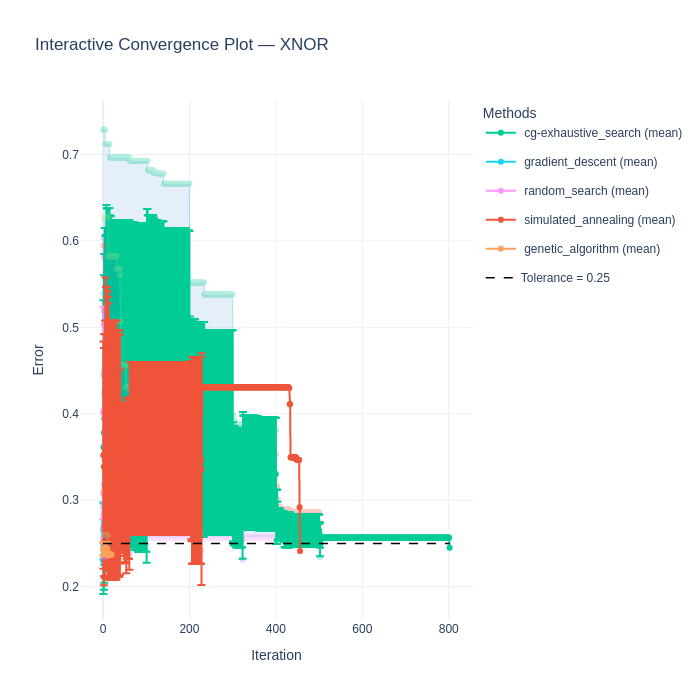 Interactive Convergence Plot — XNOR
Methods
cg-exhaustive_search (mean)
gradient_descent (mean)
random_search (mean)
simulated_annealing (mean)
genetic_algorithm (mean)
Tolerance = 0.25
Error
0.7
0.6
0.5
0.4
0.3
0.2
0
200
400
600
800
Iteration